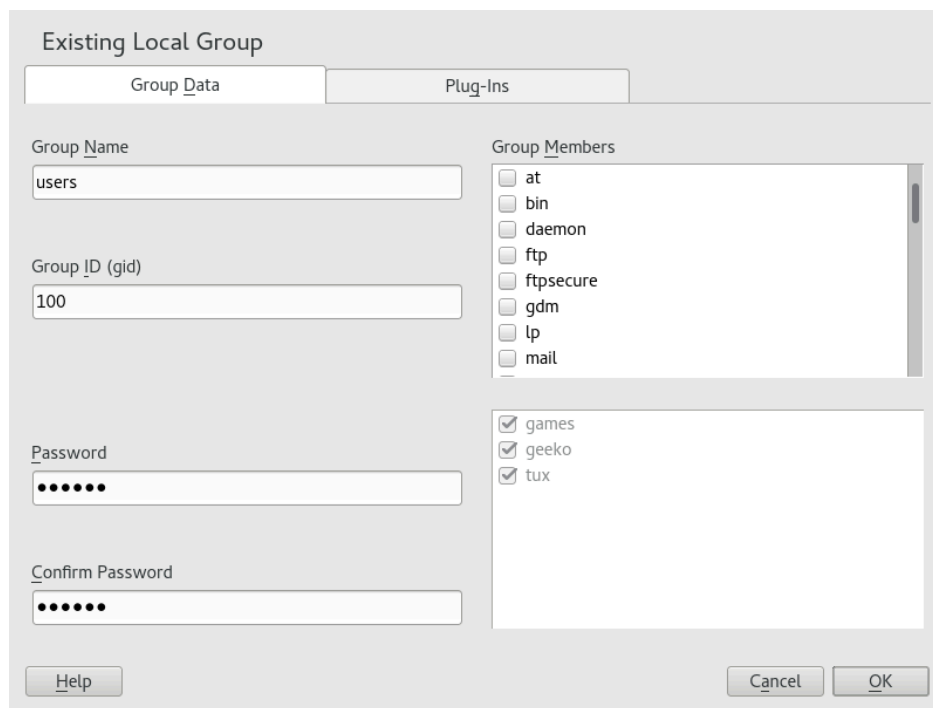 Existing Local Group
Group Data
Plug-Ins
Group Name
users
Group ID (gid)
100
Password
••••••
Confirm Password
••••••
Group Members
at
bin
daemon
ftp
ftpsecure
gdm
lp
mail
games
geeko
tux
Help
Cancel
OK